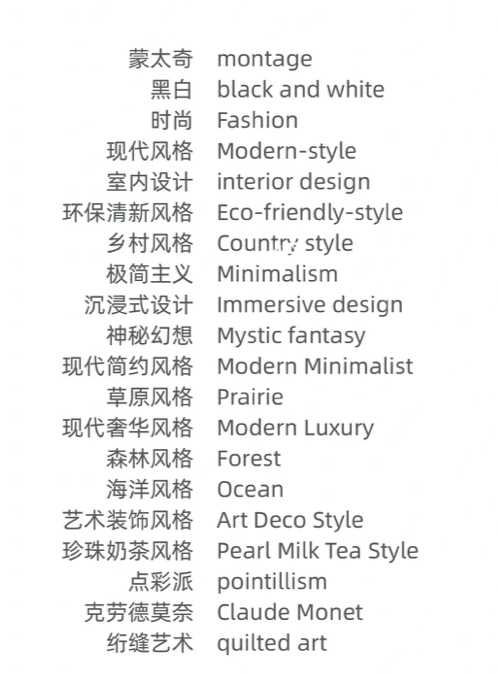 蒙太奇 montage
黑白 black and white
时尚 Fashion
现代风格 Modern-style
室内设计 interior design
环保清新风格 Eco-friendly-style
乡村风格 Country style
极简主义 Minimalism
沉浸式设计 Immersive design
神秘幻想 Mystic fantasy
现代简约风格 Modern Minimalist
草原风格 Prairie
现代奢华风格 Modern Luxury
森林风格 Forest
海洋风格 Ocean
艺术装饰风格 Art Deco Style
珍珠奶茶风格 Pearl Milk Tea Style
点彩派 pointillism
克劳德莫奈 Claude Monet
绗缝艺术 quilted art